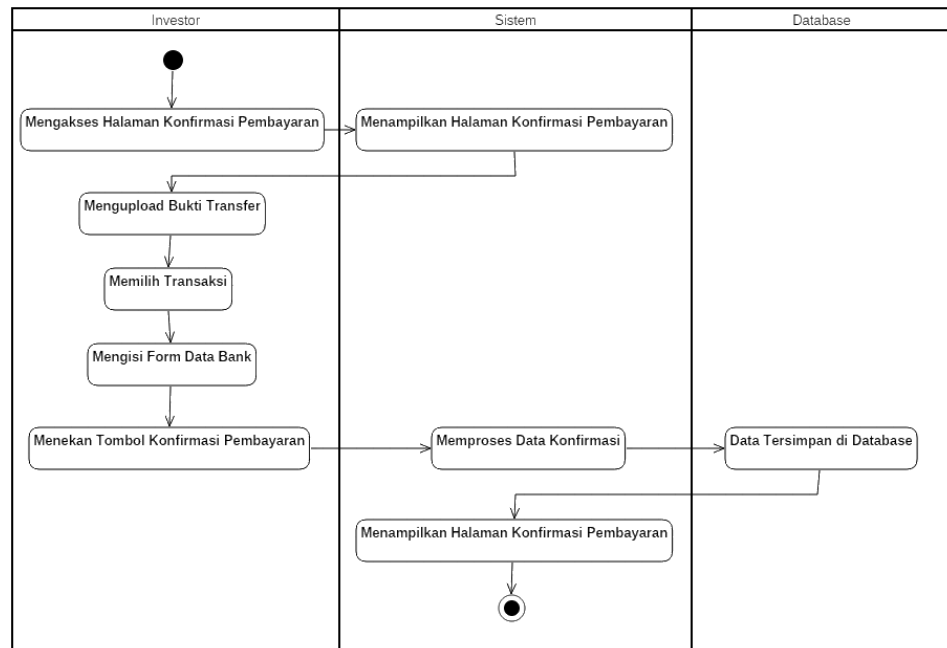 Investor
Sistem
Database
Mengakses Halaman Konfirmasi Pembayaran
Menampilkan Halaman Konfirmasi Pembayaran
Mengupload Bukti Transfer
Memilih Transaksi
Mengisi Form Data Bank
Menekan Tombol Konfirmasi Pembayaran
Memproses Data Konfirmasi
Data Tersimpan di Database
Menampilkan Halaman Konfirmasi Pembayaran